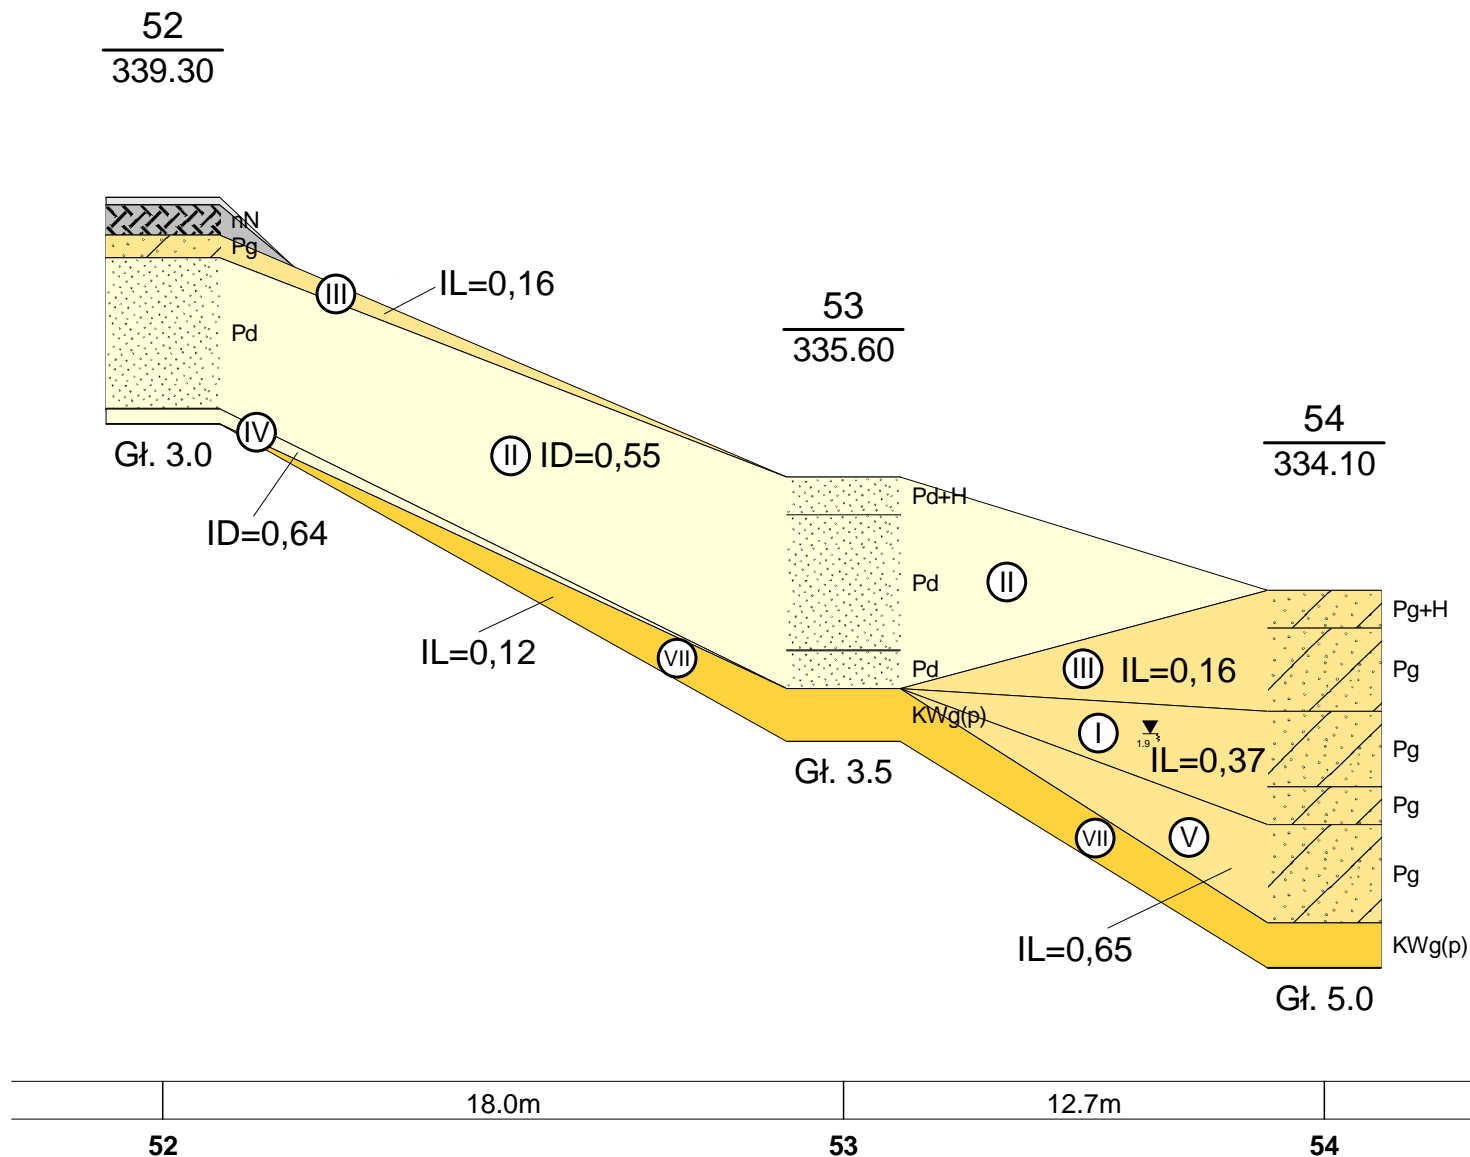 52
339.30
nN
Pg
III
IL=0,16
53
335.60
Pd
IV
Gł. 3.0
II ID=0,55
54
334.10
Pd+H
ID=0,64
Pd
II
Pg+H
IL=0,12
VII
Pd
III IL=0,16
Pg
KWg(p)
I
1.9
IL=0,37
Pg
Gł. 3.5
Pg
VII
V
Pg
IL=0,65
KWg(p)
Gł. 5.0
18.0m
12.7m
52
53
54